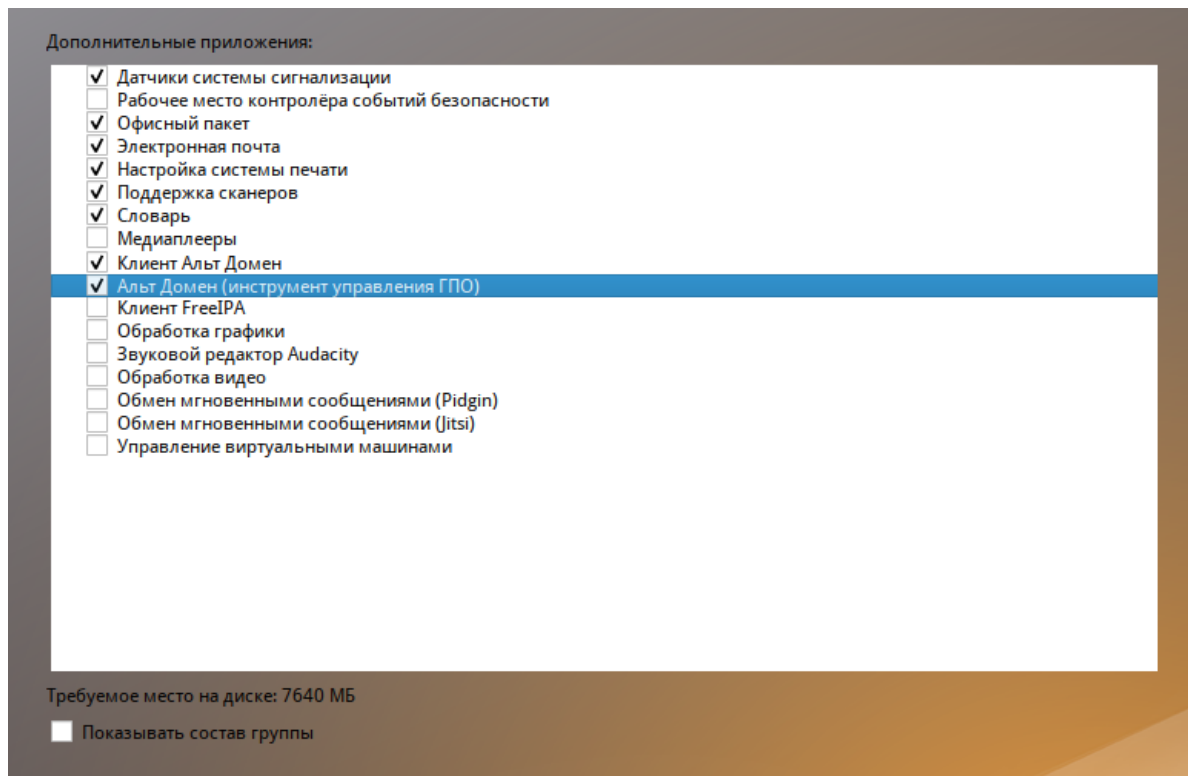 Дополнительные приложения:
Датчики системы сигнализации
Рабочее место контролёра событий безопасности
Офисный пакет
Электронная почта
Настройка системы печати
Поддержка сканеров
Словарь
Медиаплееры
Клиент Альт Домен
Альт Домен (инструмент управления ГПО)
Клиент FreeIPA
Обработка графики
Звуковой редактор Audacity
Обработка видео
Обмен мгновенными сообщениями (Pidgin)
Обмен мгновенными сообщениями (Jitsi)
Управление виртуальными машинами
Требуемое место на диске: 7640 МБ
Показывать состав группы